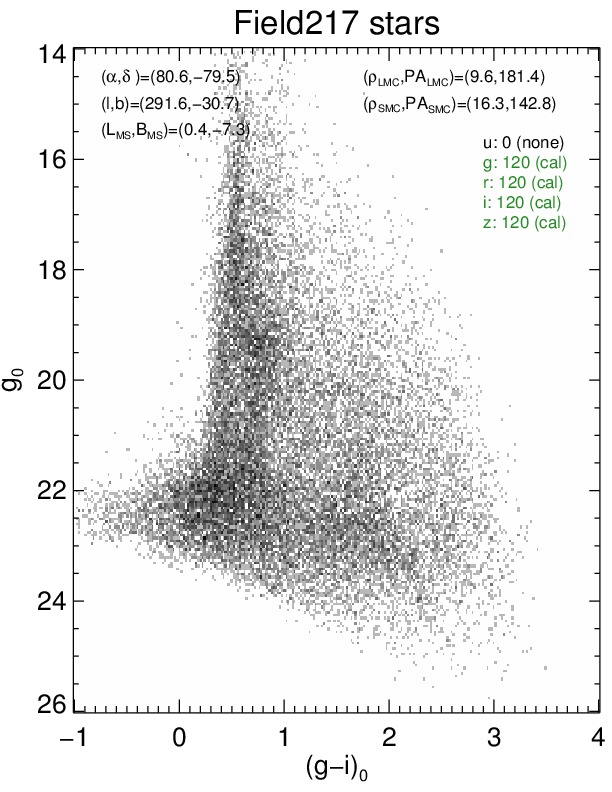 Field217 stars
(α,δ)=(80.6,−79.5)
(ρLMC,PALMC)=(9.6,181.4)
(l,b)=(291.6,−30.7)
(ρSMC,PASMC)=(16.3,142.8)
(LMS,BMS)=(0.4,−7.3)
u: 0 (none)
g: 120 (cal)
r: 120 (cal)
i: 120 (cal)
z: 120 (cal)
14
16
18
20
22
24
26
g0
−1 0 1 2 3 4
(g−i)0